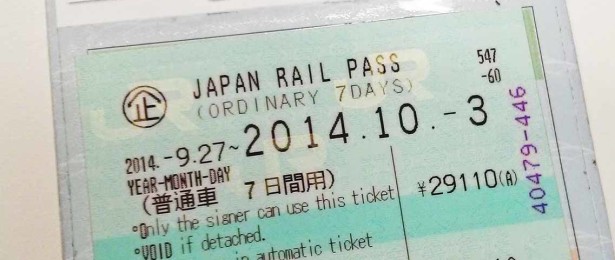 企 JAPAN RAIL PASS
547
-60
(ORDINARY 7DAYS)
2014.-9.27~2014.10.-3
YEAR-MONTH-DAY
(普通車 7日間用)
¥29110(A)
40479-446
°Only the signer can use this ticket
°VOID if detached.
automatic ticket